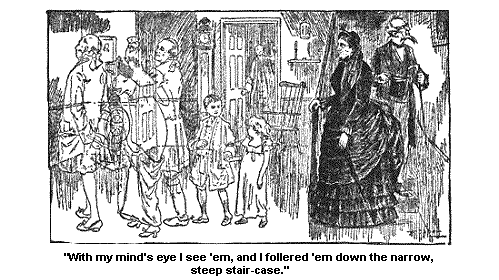 "With my mind's eye I see 'em, and I follered 'em down the narrow,
steep stair-case."